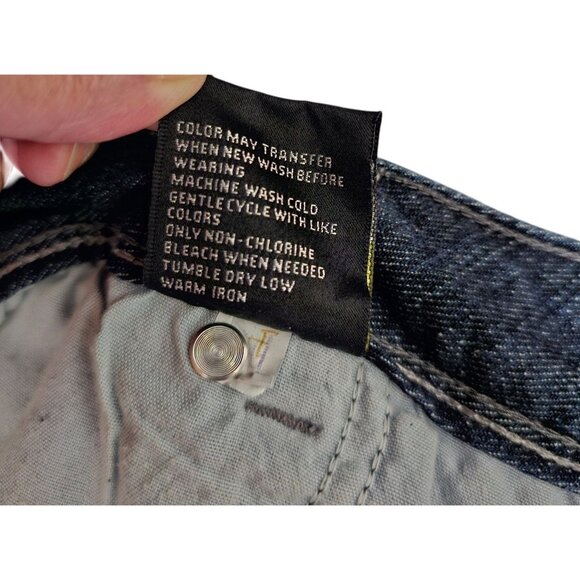 COLOR MAY TRANSFER
WHEN NEW WASH BEFORE
WEARING
MACHINE WASH COLD
GENTLE CYCLE WITH LIKE
COLORS
ONLY NON-CHLORINE
BLEACH WHEN NEEDED
TUMBLE DRY LOW
WARM IRON